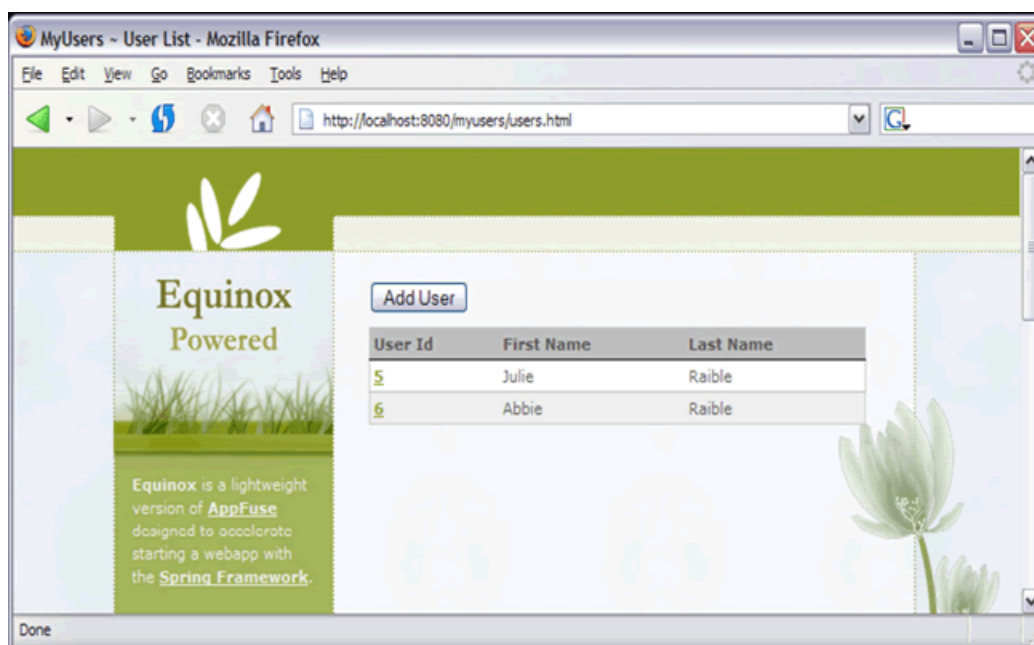 MyUsers ~ User List - Mozilla Firefox
File Edit View Go Bookmarks Tools Help
http://localhost:8080/myusers/users.html
G
Equinox
Powered
Add User
User Id First Name Last Name
5 Julie Raible
6 Abbie Raible
Equinox is a lightweight
version of AppFuse
designed to accelerate
starting a webapp with
the Spring Framework.
Done